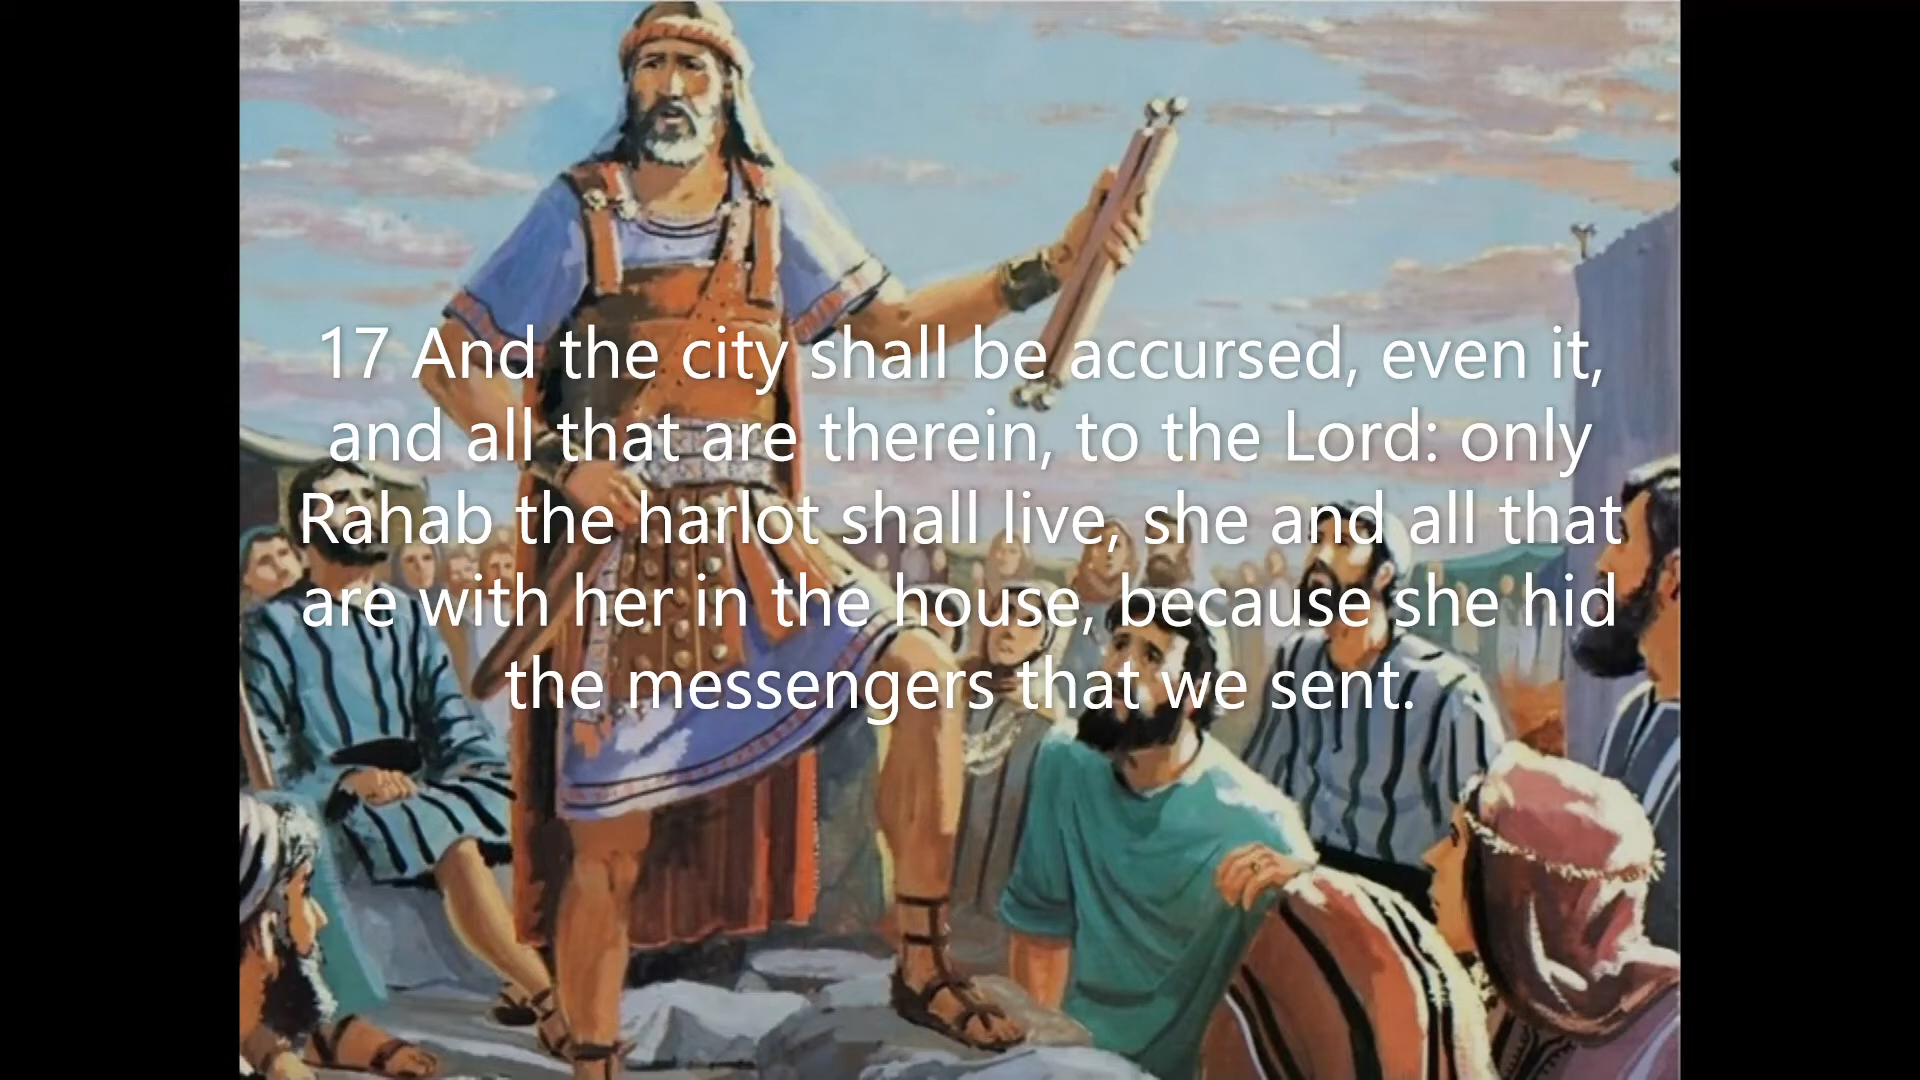 17 And the city shall be accursed, even it,
and all that are therein, to the Lord: only
Rahab the harlot shall live, she and all that
are with her in the house, because she hid
the messengers that we sent.